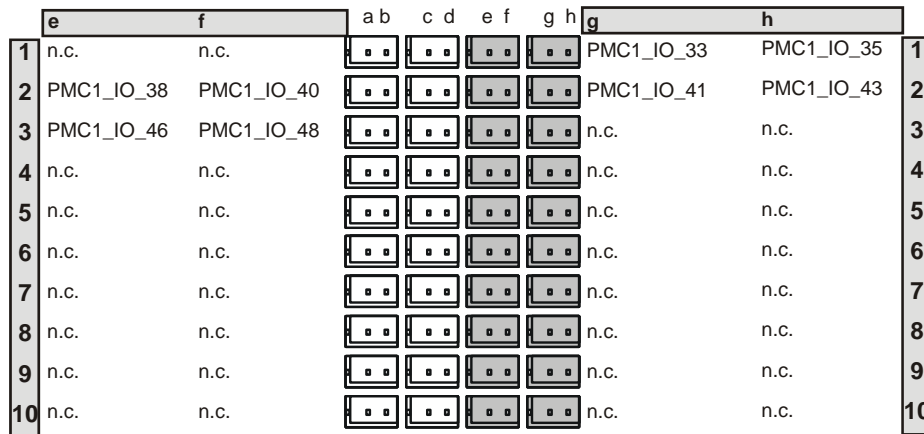 e f a b c d e f g h g h
1 n.c. n.c. PMC1_IO_33 PMC1_IO_35 1
2 PMC1_IO_38 PMC1_IO_40 PMC1_IO_41 PMC1_IO_43 2
3 PMC1_IO_46 PMC1_IO_48 n.c. n.c. 3
4 n.c. n.c. n.c. n.c. 4
5 n.c. n.c. n.c. n.c. 5
6 n.c. n.c. n.c. n.c. 6
7 n.c. n.c. n.c. n.c. 7
8 n.c. n.c. n.c. n.c. 8
9 n.c. n.c. n.c. n.c. 9
10 n.c. n.c. n.c. n.c. 10